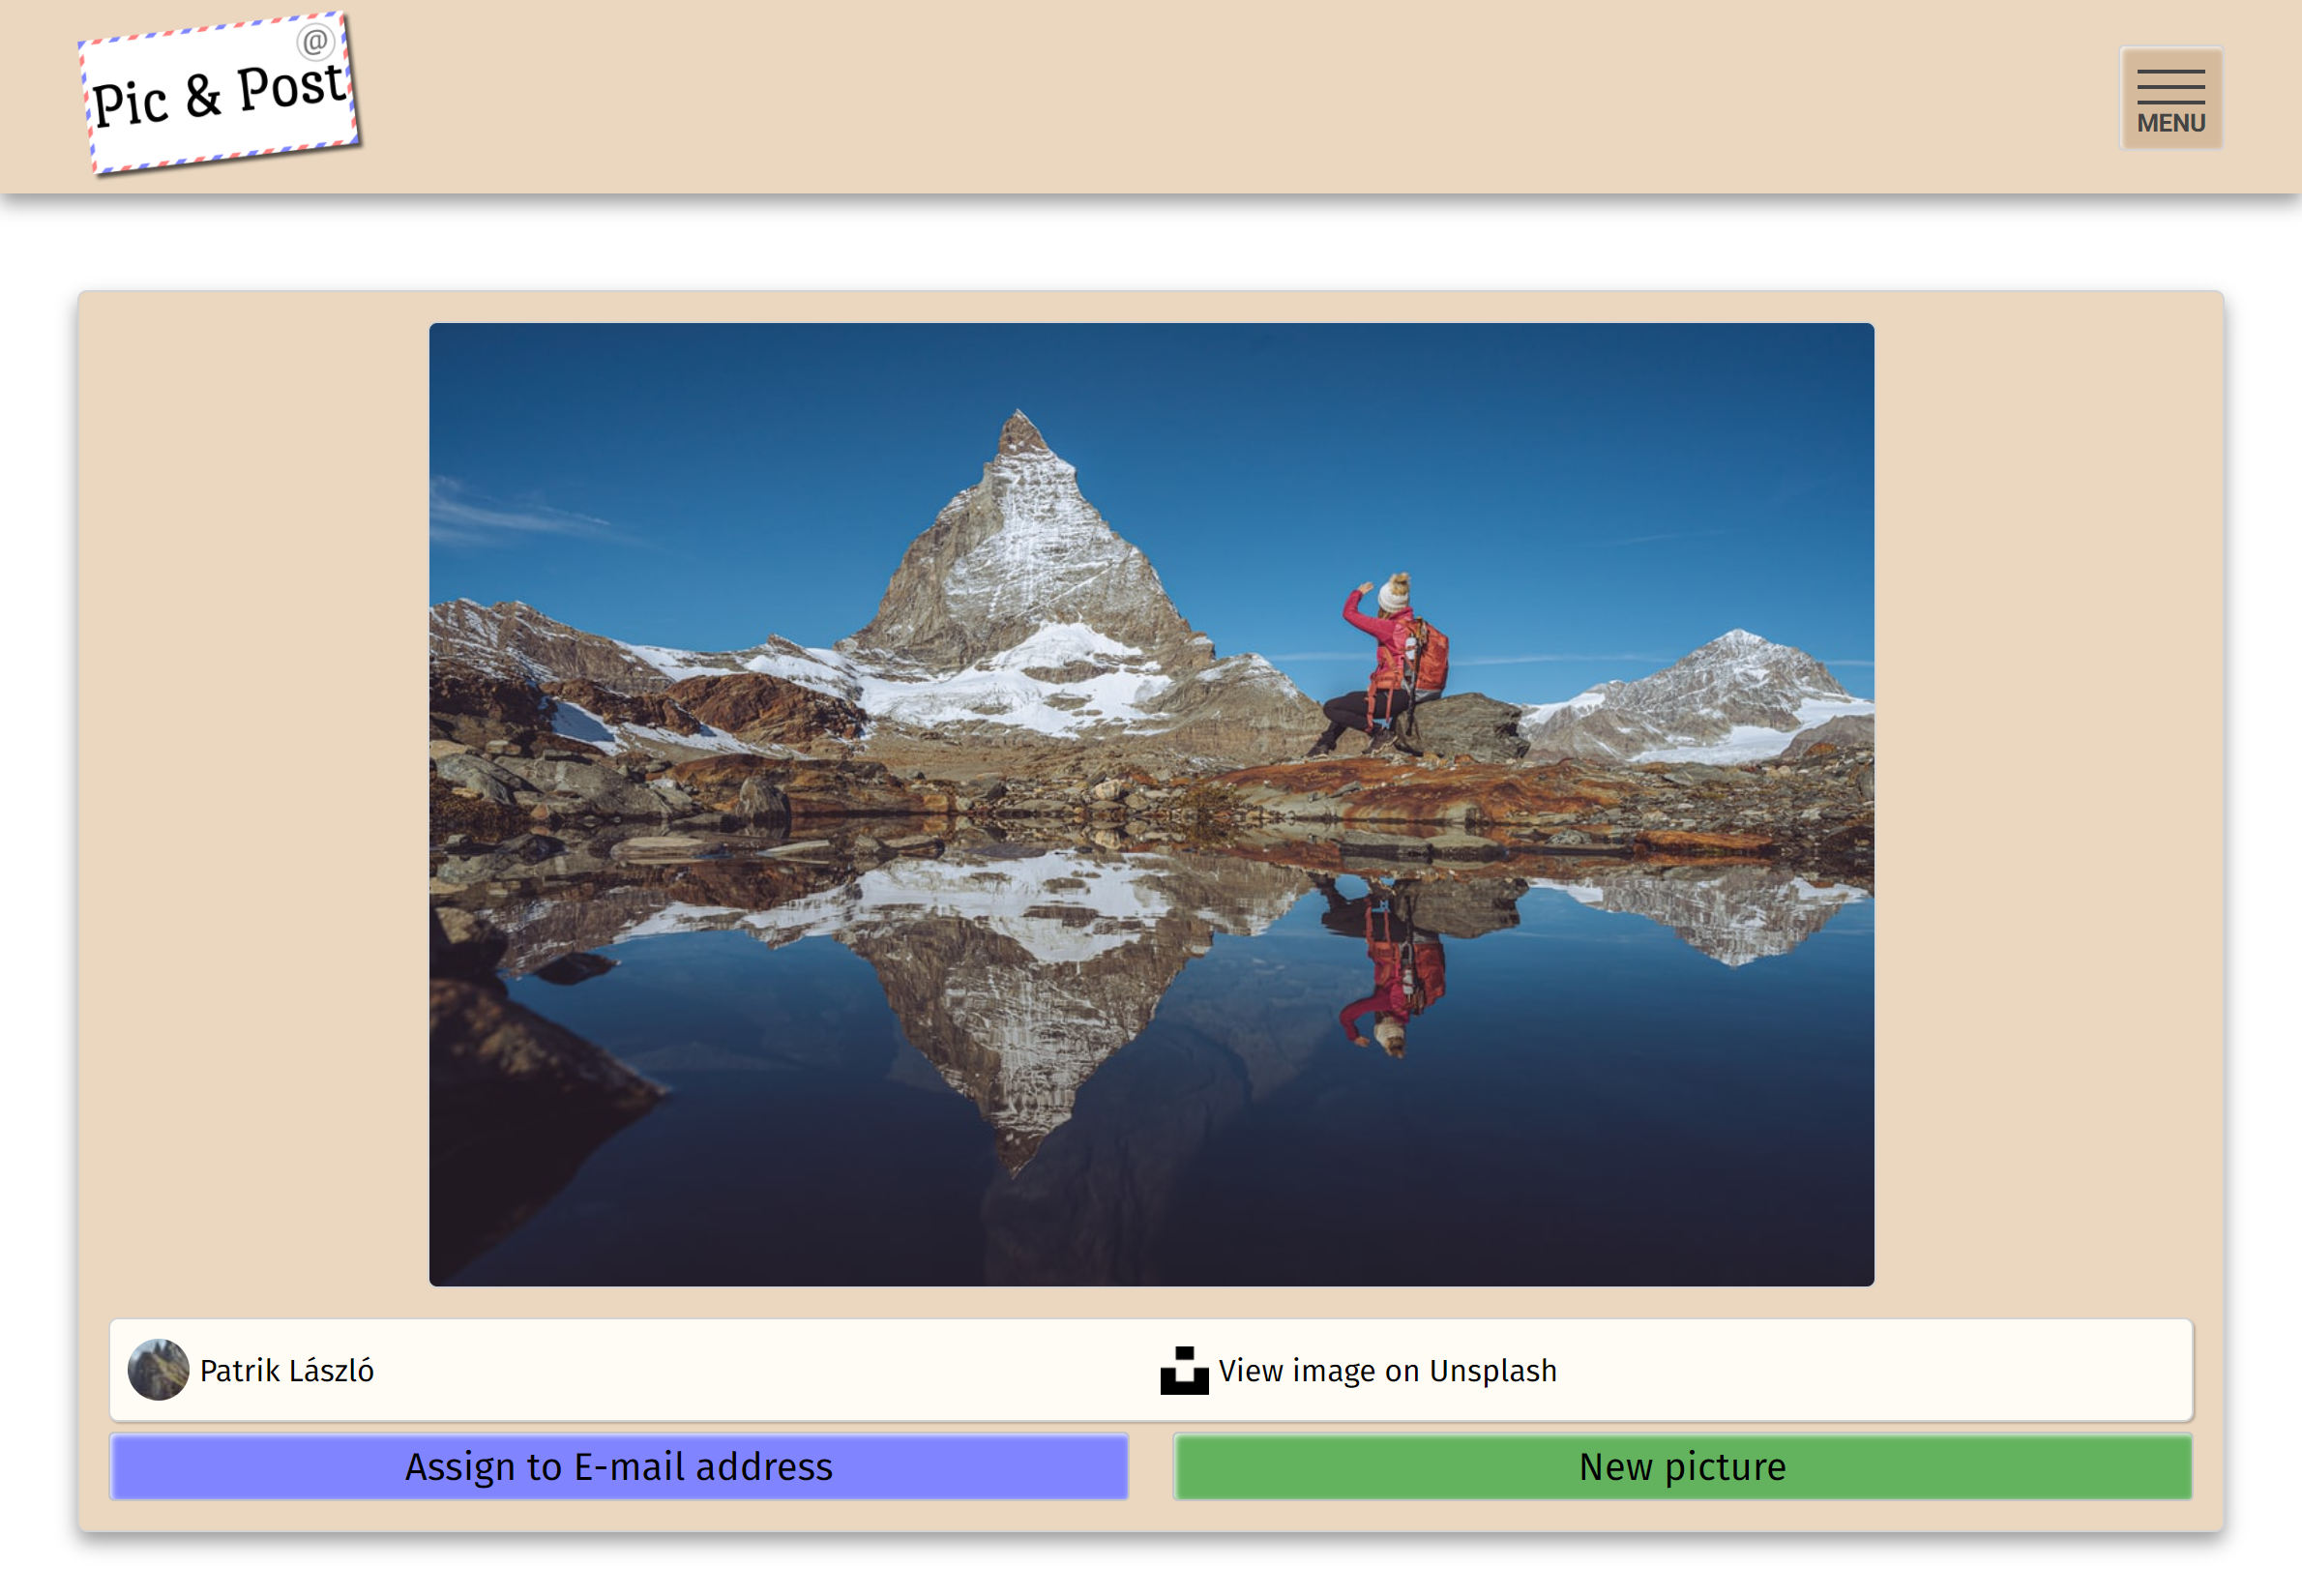 @
Pic & Post
MENU
Patrik László
View image on Unsplash
Assign to E-mail address
New picture